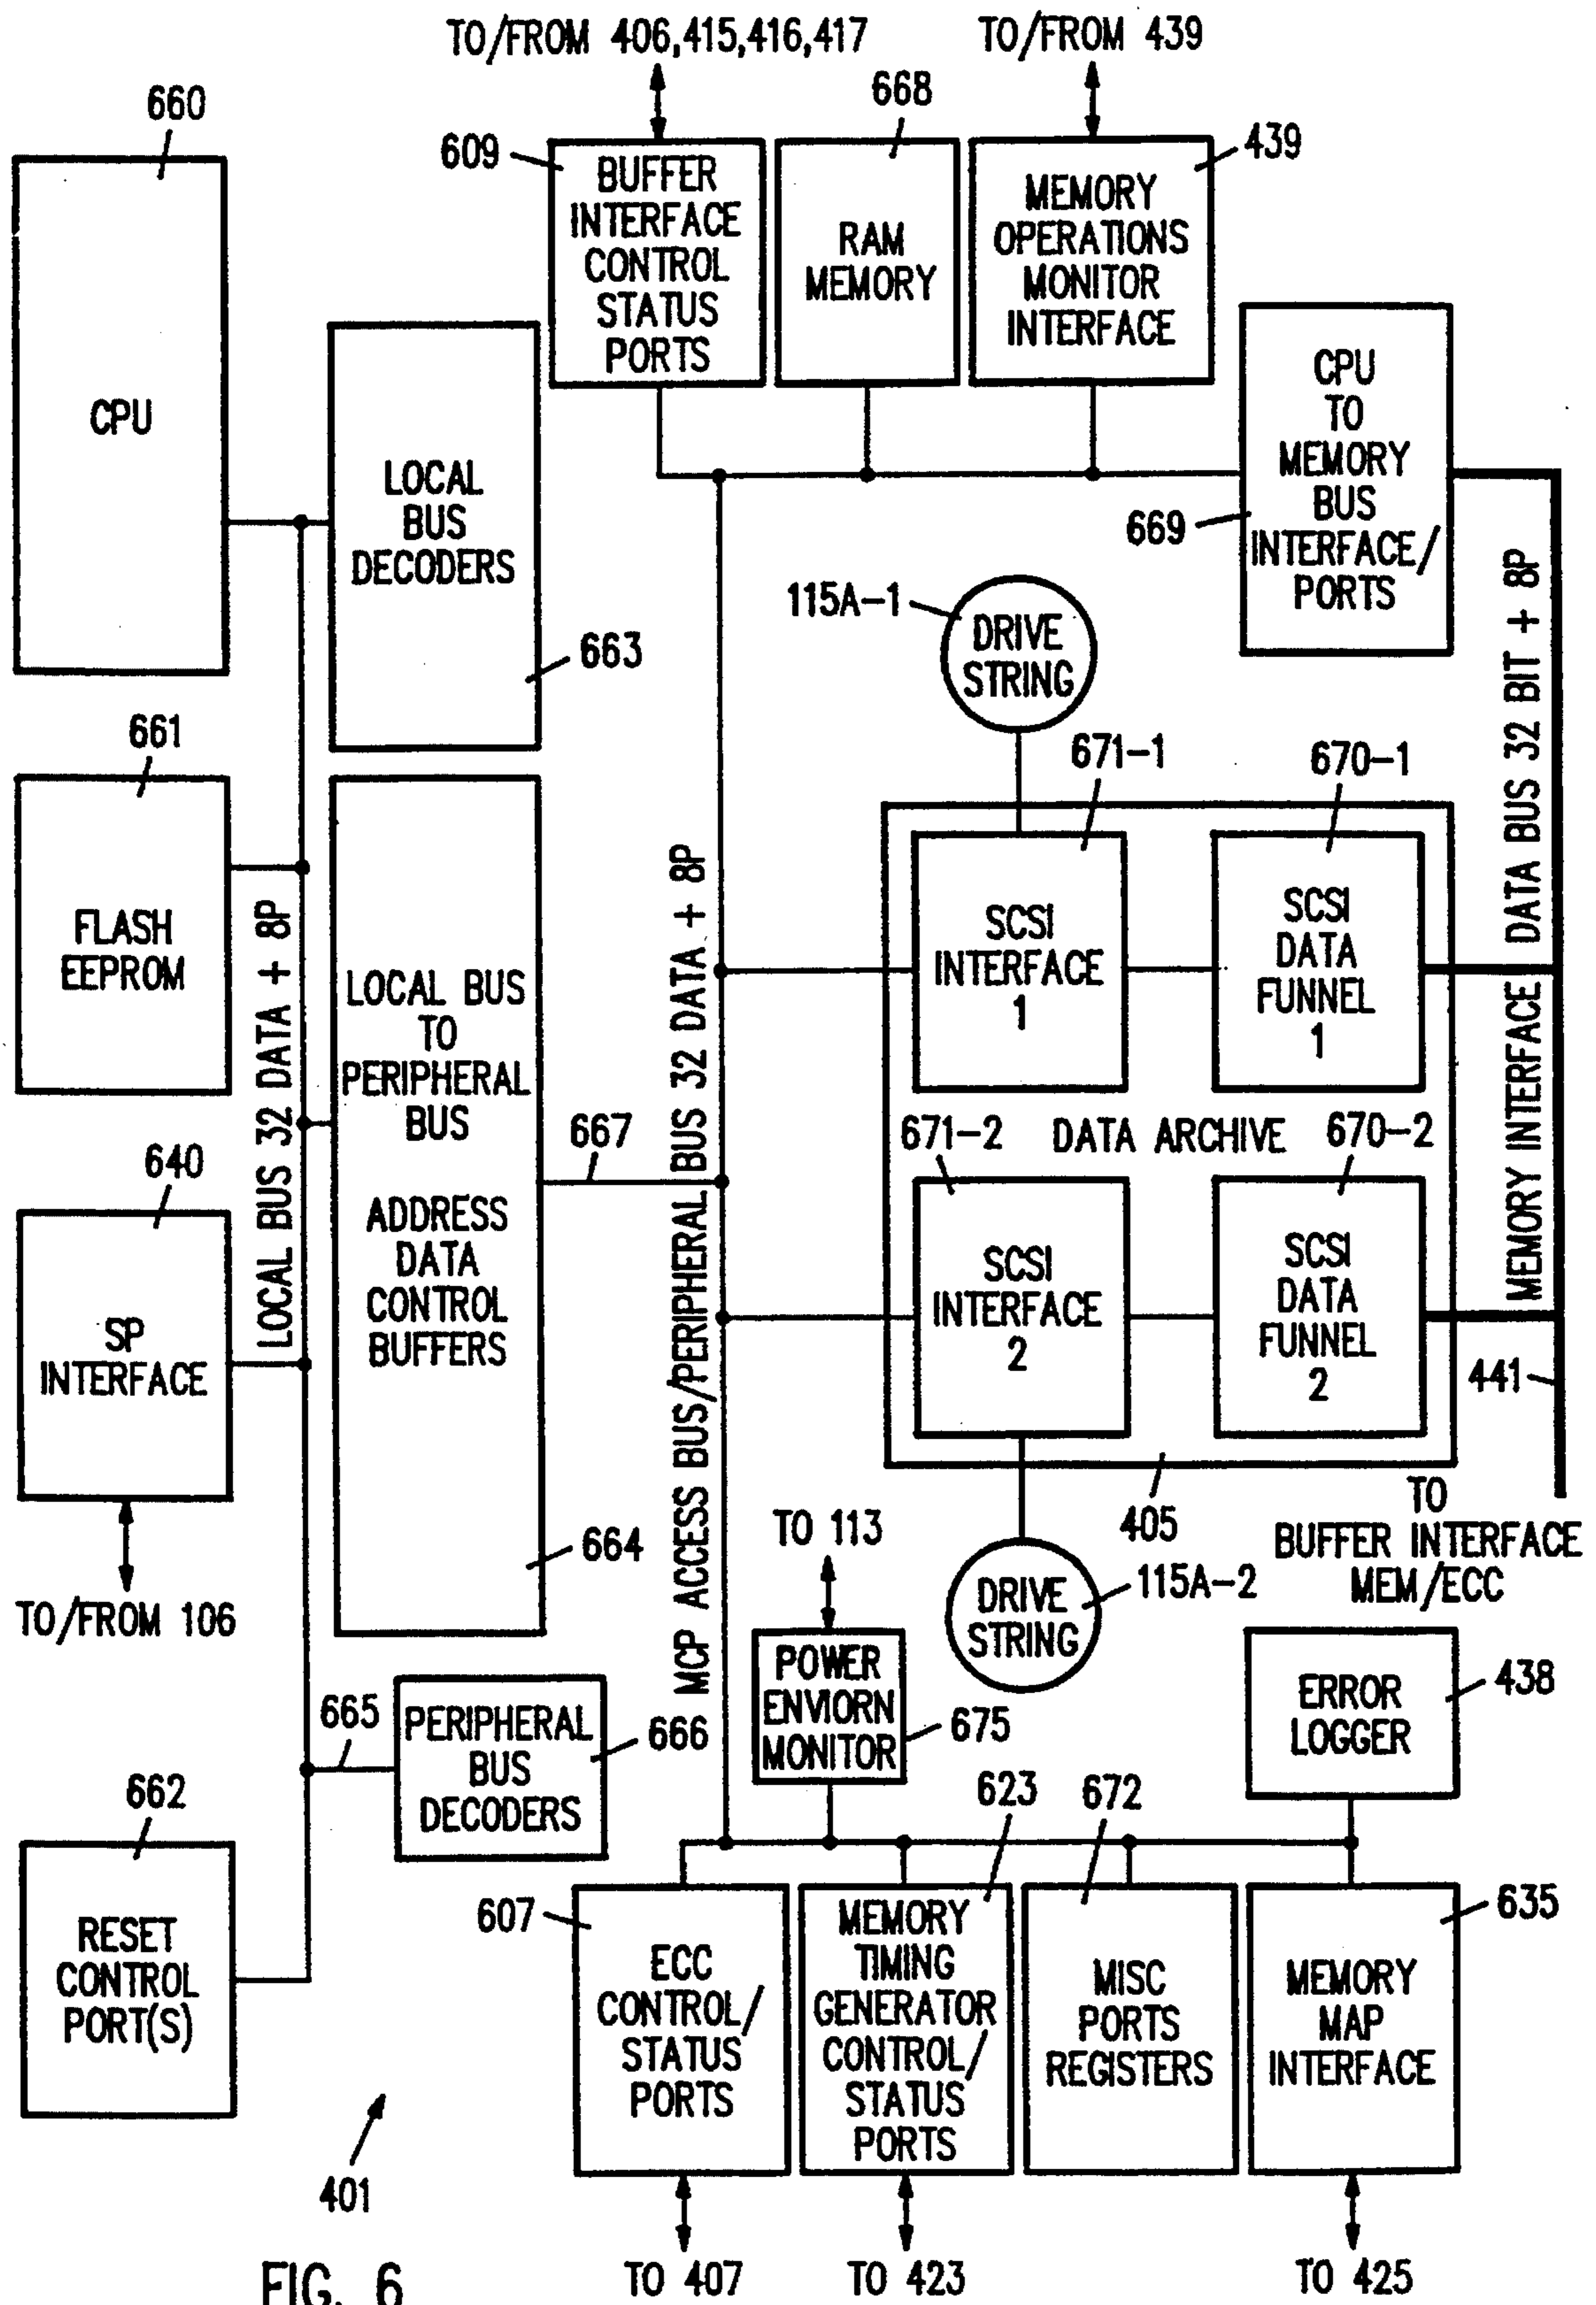 TO/FROM 406,415,416,417
TO/FROM 439
660
668
609
439
BUFFER
INTERFACE
CONTROL
STATUS
PORTS
RAM
MEMORY
MEMORY
OPERATIONS
MONITOR
INTERFACE
CPU
LOCAL
BUS
DECODERS
663
CPU
TO
MEMORY
BUS
INTERFACE/
PORTS
669
115A-1
DRIVE
STRING
661
FLASH
EEPROM
LOCAL BUS 32 DATA + 8P
LOCAL BUS
TO
PERIPHERAL
BUS
ADDRESS
DATA
CONTROL
BUFFERS
664
667
MCP ACCESS BUS/PERIPHERAL BUS 32 DATA + 8P
671-1
670-1
SCSI
INTERFACE
1
SCSI
DATA
FUNNEL
1
671-2
DATA ARCHIVE
670-2
SCSI
INTERFACE
2
SCSI
DATA
FUNNEL
2
MEMORY INTERFACE DATA BUS 32 BIT + 8P
441
405
TO
BUFFER INTERFACE
MEM/ECC
640
SP
INTERFACE
TO/FROM 106
TO 113
DRIVE
STRING
115A-2
POWER
ENVIORN
MONITOR
675
ERROR
LOGGER
438
665
PERIPHERAL
BUS
DECODERS
666
662
RESET
CONTROL
PORT(S)
623
672
607
635
ECC
CONTROL/
STATUS
PORTS
MEMORY
TIMING
GENERATOR
CONTROL/
STATUS
PORTS
MISC
PORTS
REGISTERS
MEMORY
MAP
INTERFACE
401
TO 407
TO 423
TO 425
FIG. 6